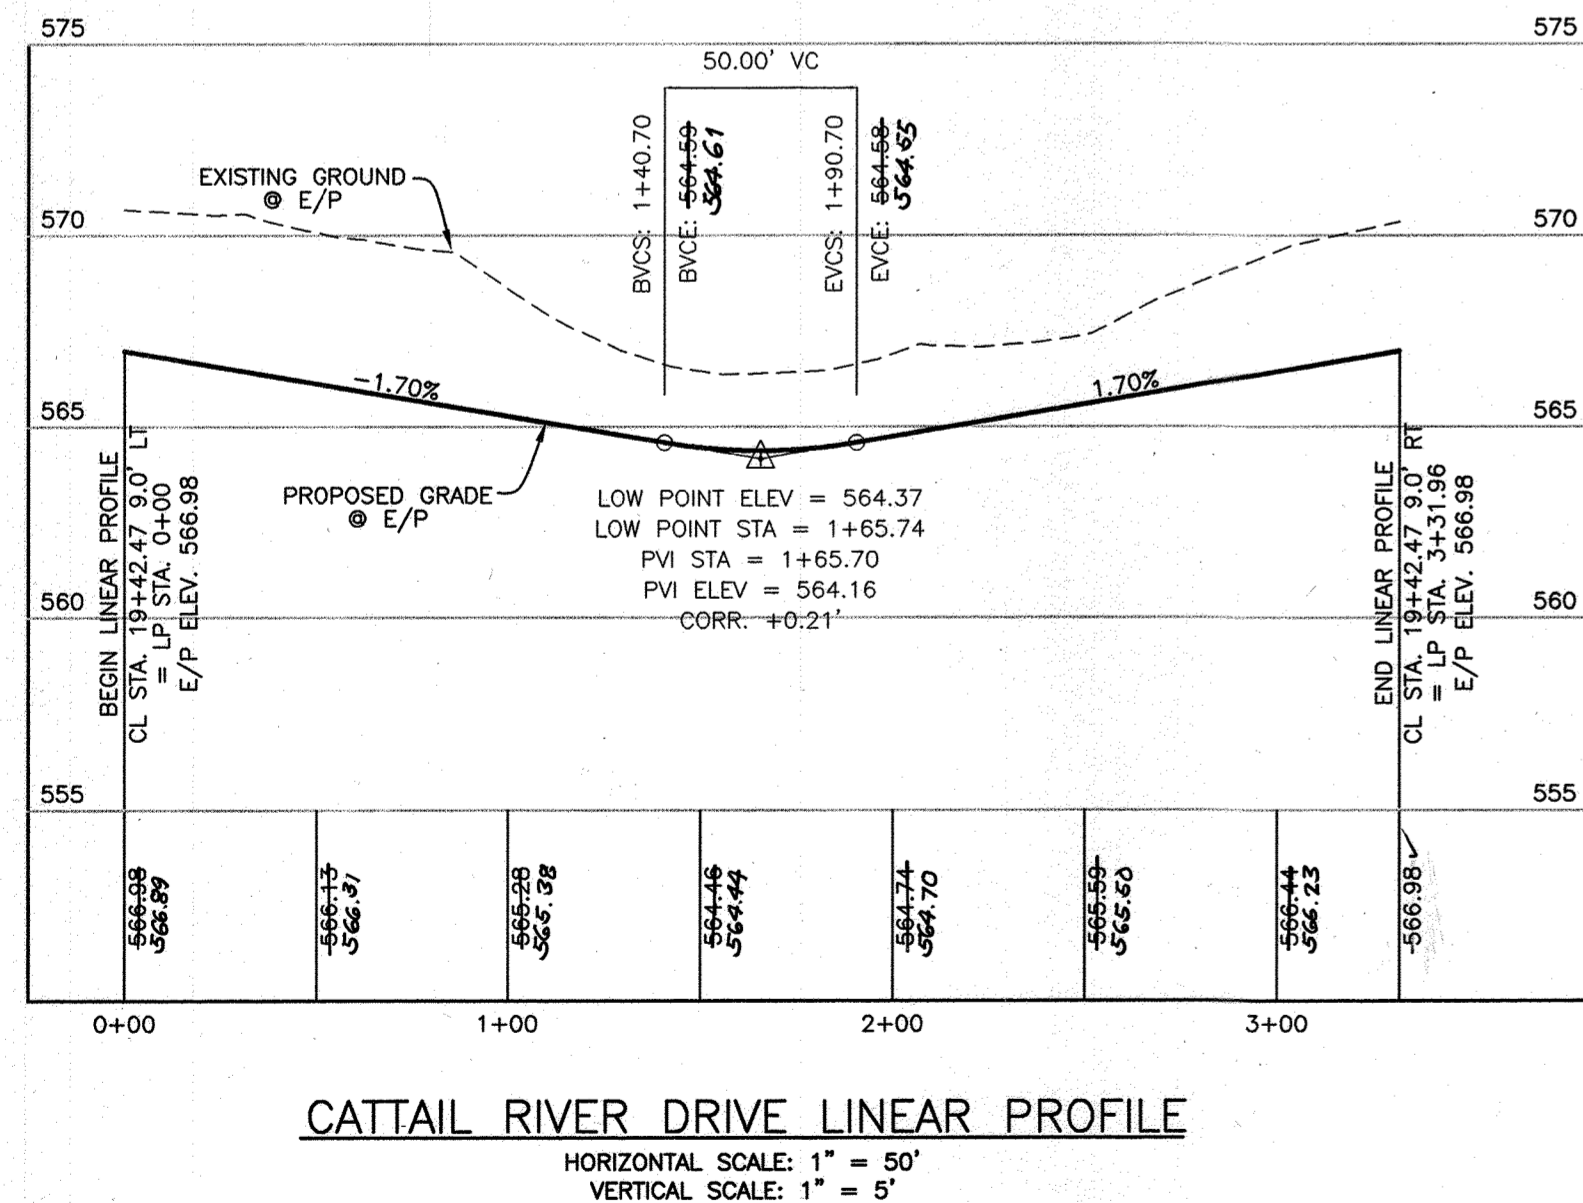 575
575
50.00' VC
BVCS: 1+40.70
BVCE: 564.59
564.61
EVCS: 1+90.70
EVCE: 564.58
564.55
EXISTING GROUND
@ E/P
570
570
-1.70%
1.70%
565
565
PROPOSED GRADE
@ E/P
LOW POINT ELEV = 564.37
LOW POINT STA = 1+65.74
PVI STA = 1+65.70
PVI ELEV = 564.16
CORR. +0.21'
BEGIN LINEAR PROFILE
CL STA. 19+42.47 9.0' LT
= LP STA. 0+00
E/P ELEV. 566.98
END LINEAR PROFILE
CL STA. 19+42.47 9.0' RT
= LP STA. 3+31.96
E/P ELEV. 566.98
560
560
555
555
566.98
566.89
566.13
566.31
565.28
565.38
564.46
564.44
564.74
564.70
565.59
565.50
566.44
566.23
566.98
0+00
1+00
2+00
3+00
CATTAIL RIVER DRIVE LINEAR PROFILE
HORIZONTAL SCALE: 1" = 50'
VERTICAL SCALE: 1" = 5'